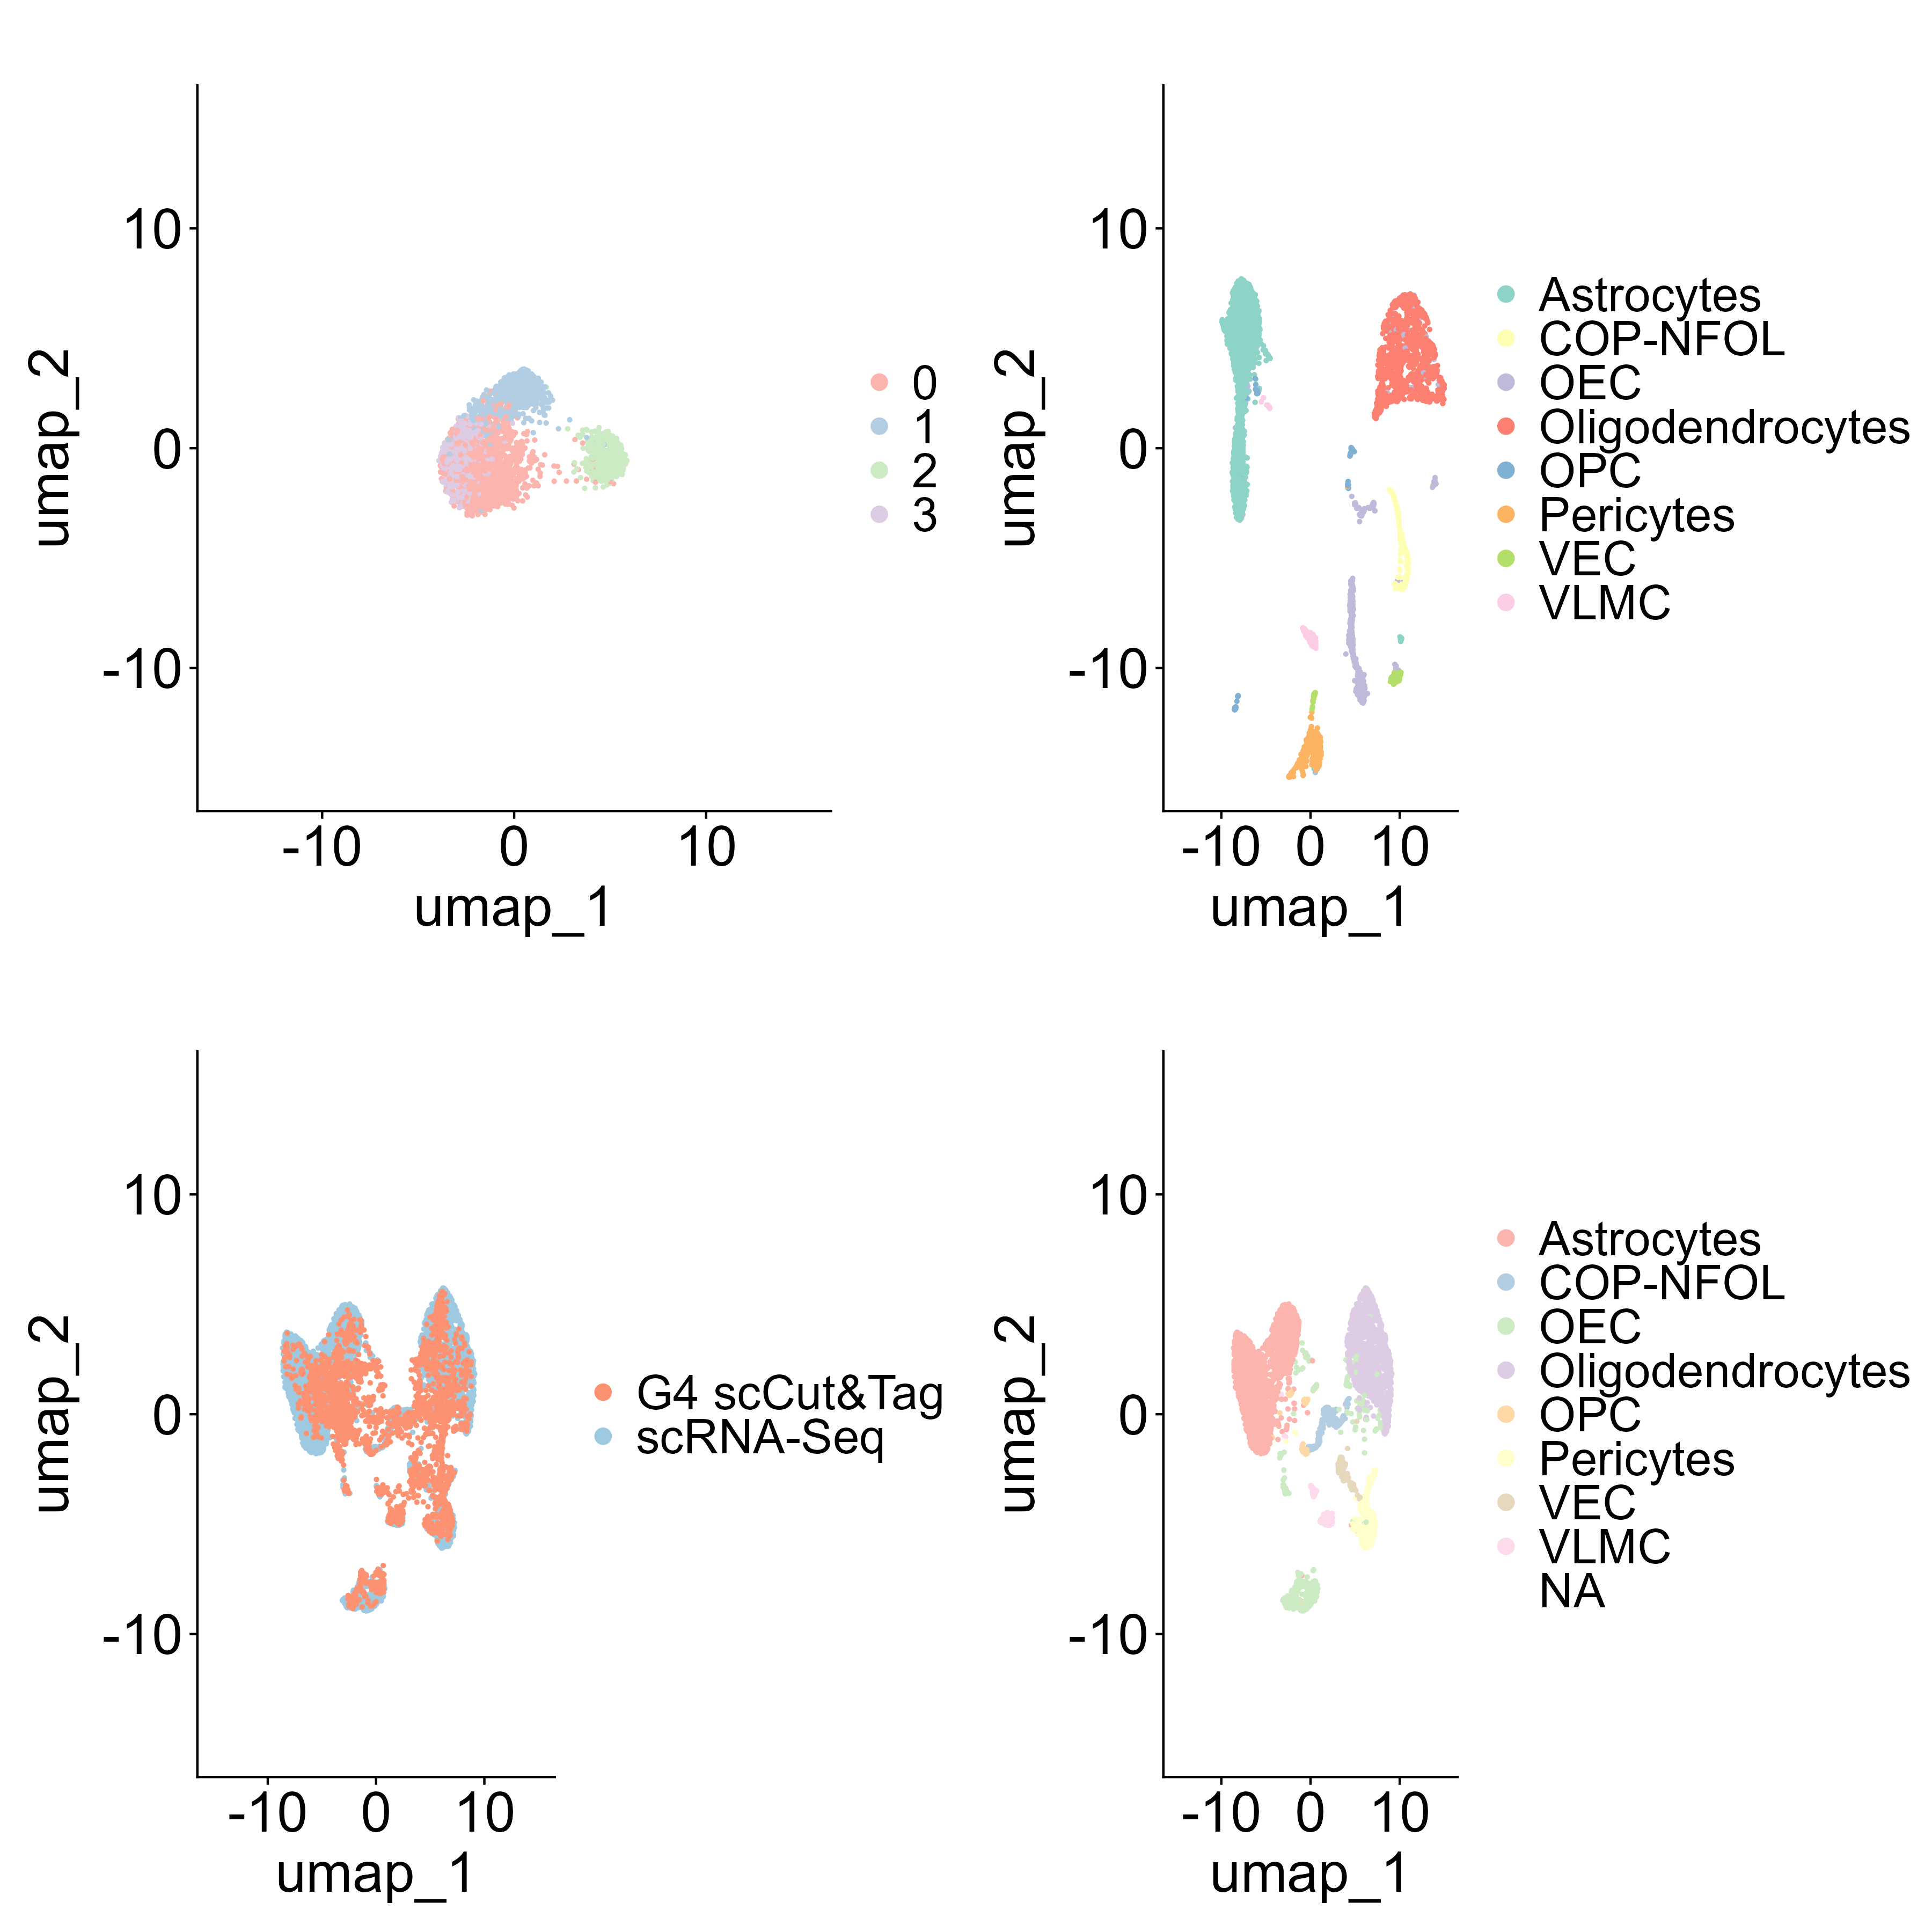 umap_2
10
0
-10
-10 0 10
umap_1
0
1
2
3
umap_2
10
0
-10
-10 0 10
umap_1
Astrocytes
COP-NFOL
OEC
Oligodendrocytes
OPC
Pericytes
VEC
VLMC
umap_2
10
0
-10
-10 0 10
umap_1
G4 scCut&Tag
scRNA-Seq
umap_2
10
0
-10
-10 0 10
umap_1
Astrocytes
COP-NFOL
OEC
Oligodendrocytes
OPC
Pericytes
VEC
VLMC
NA